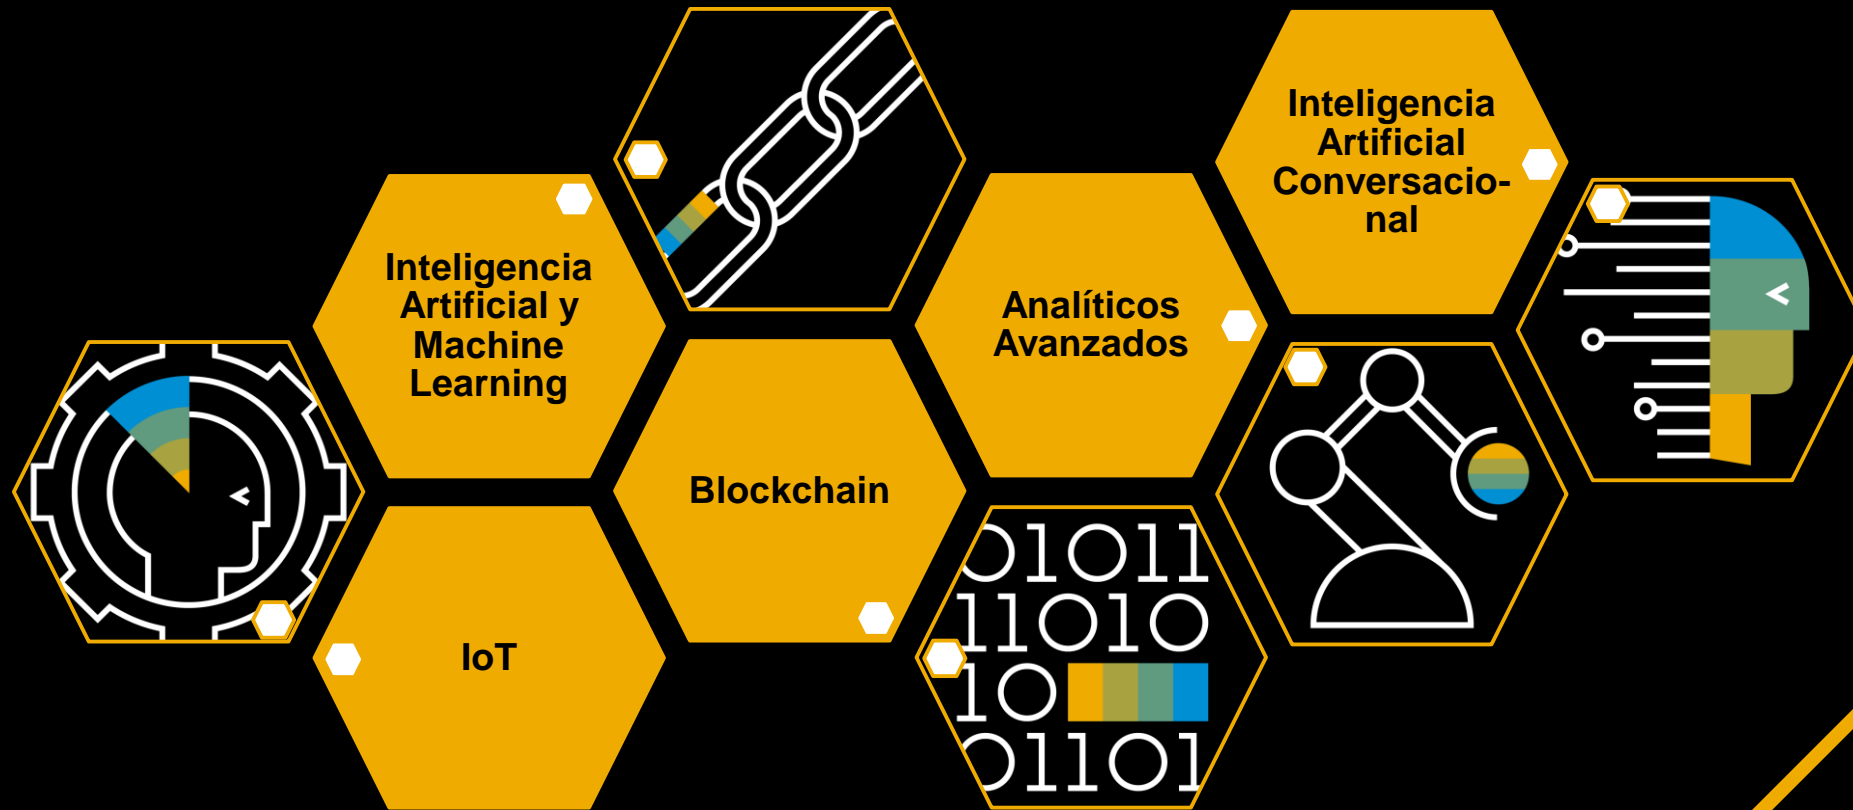 Inteligencia
Artificial y
Machine
Learning
IoT
Blockchain
Analíticos
Avanzados
Inteligencia
Artificial
Conversacio-
nal
01011
11010
10
01101